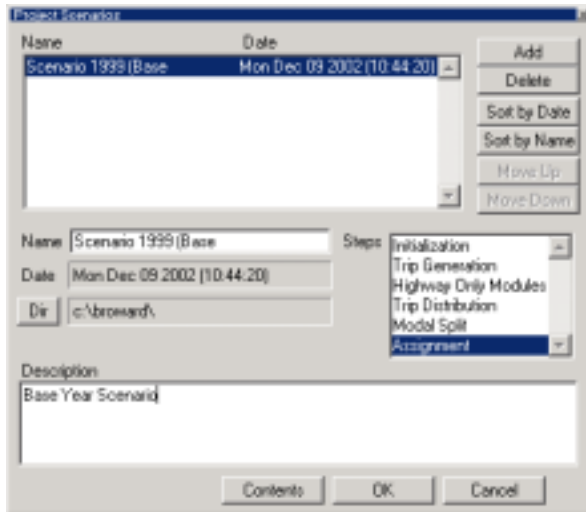 Project Scenarios
Name Date
Scenario 1999 (Base Mon Dec 09 2002 (10:44:20)
Add
Delete
Sort by Date
Sort by Name
Move Up
Move Down
Name Scenario 1999 (Base
Date Mon Dec 09 2002 (10:44:20)
Dir c:\broward\
Steps
Initialization
Trip Generation
Highway Only Modules
Trip Distribution
Modal Split
Assignment
Description
Base Year Scenario
Contents OK Cancel